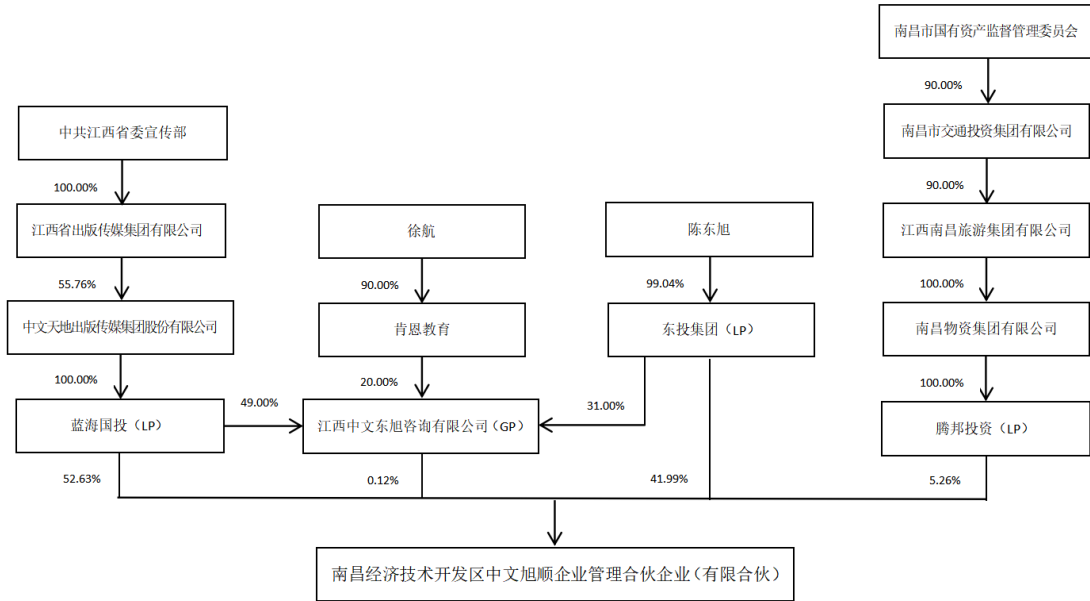 南昌市国有资产监督管理委员会
90.00%
中共江西省委宣传部
南昌市交通投资集团有限公司
100.00%
90.00%
江西省出版传媒集团有限公司
徐航
陈东旭
江西南昌旅游集团有限公司
55.76%
90.00%
99.04%
100.00%
中文天地出版传媒集团股份有限公司
肯恩教育
东投集团（LP）
南昌物资集团有限公司
100.00%
20.00%
100.00%
49.00%
31.00%
蓝海国投（LP）
江西中文东旭咨询有限公司（GP）
腾邦投资（LP）
52.63%
0.12%
41.99%
5.26%
南昌经济技术开发区中文旭顺企业管理合伙企业（有限合伙）